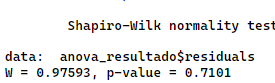 Shapiro-Wilk normality test
data:  anova_resultado$residuals
W = 0.97593, p-value = 0.7101